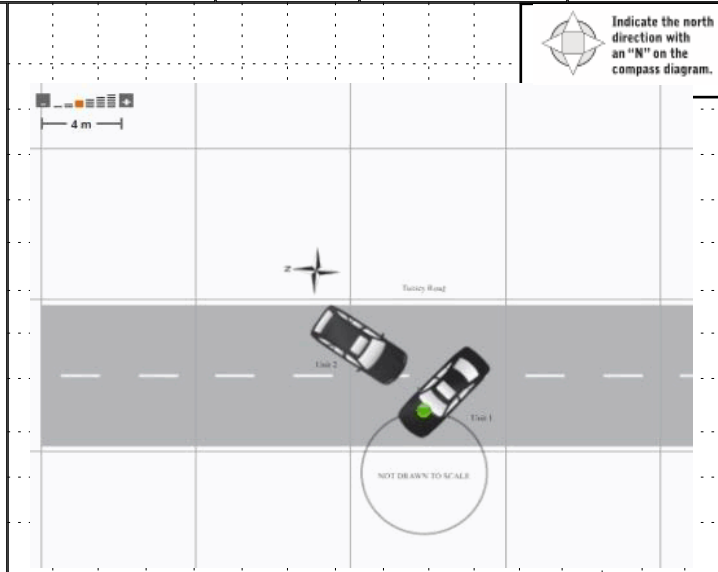 Indicate the north
direction with
an “N” on the
compass diagram.
4 m
N
Unit 2
Unit 1
NOT DRAWN TO SCALE